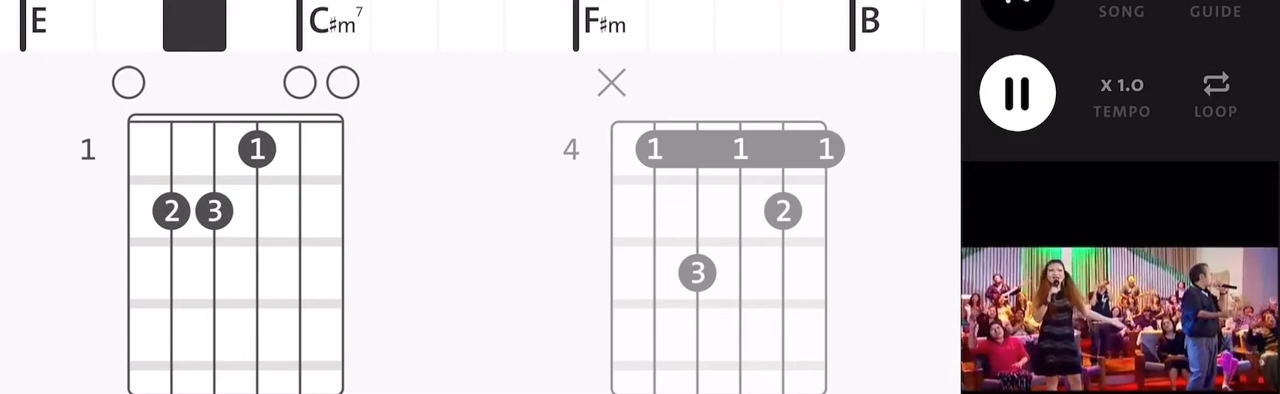 E C♯m7 F♯m B
SONG GUIDE
X 1.0
TEMPO LOOP
1 1 4 1 1 1
2 3 2
3